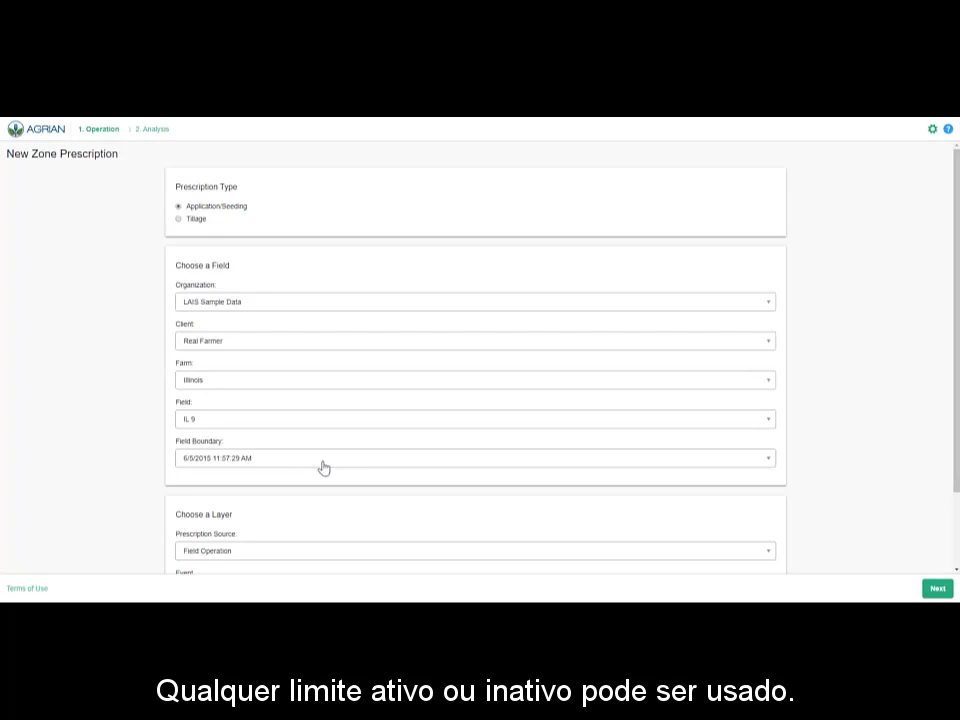 AGRIAN 1. Operation 2. Analysis
New Zone Prescription
Prescription Type
Application/Seeding
Tillage
Choose a Field
Organization:
LAIS Sample Data
Client:
Real Farmer
Farm:
Illinois
Field:
IL 9
Field Boundary:
6/5/2015 11:57:29 AM
Choose a Layer
Prescription Source:
Field Operation
Event
Terms of Use
Next
Qualquer limite ativo ou inativo pode ser usado.